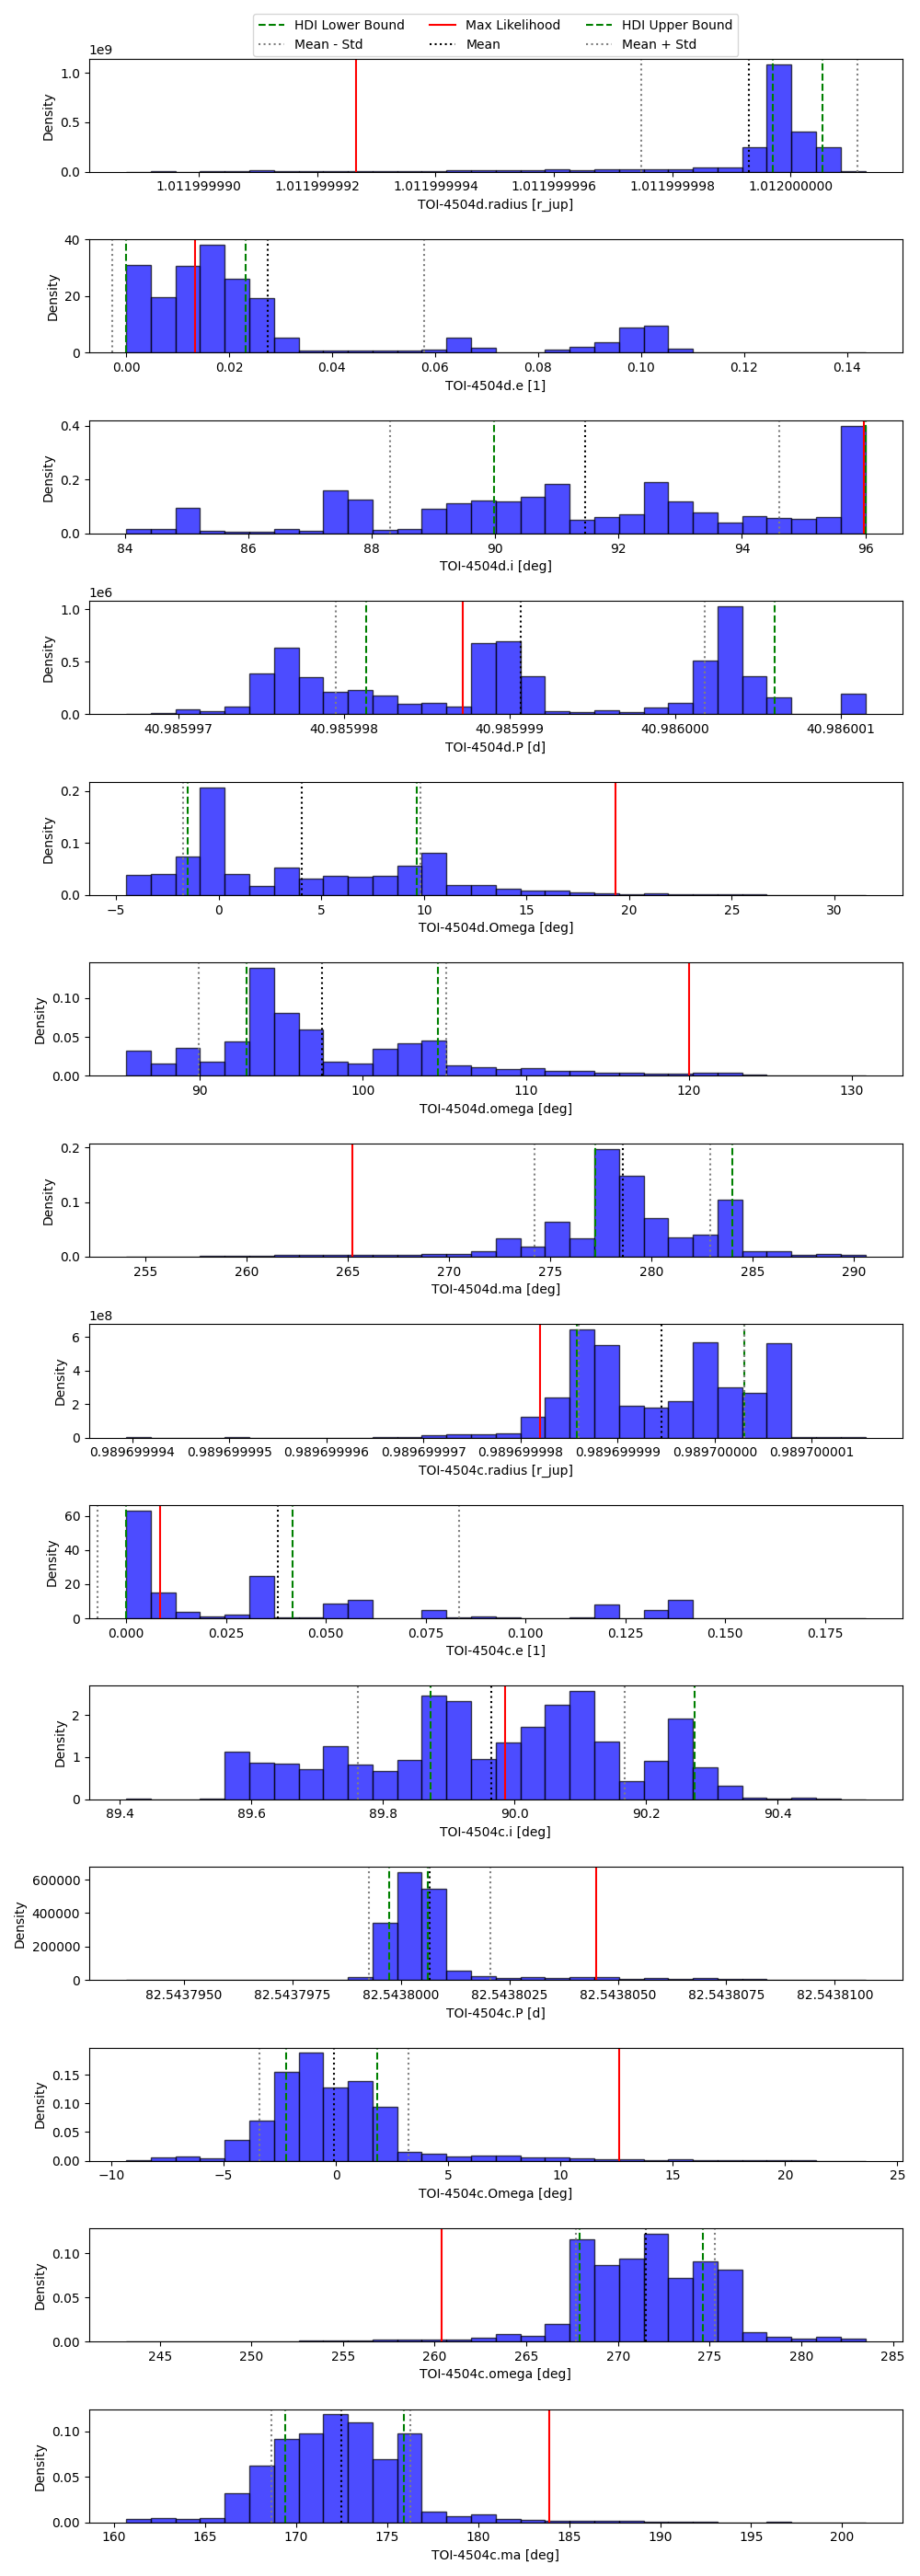 HDI Lower Bound Max Likelihood HDI Upper Bound
Mean - Std Mean Mean + Std
1e9
1.0
0.5
0.0
Density
1.011999990 1.011999992 1.011999994 1.011999996 1.011999998 1.012000000
TOI-4504d.radius [r_jup]
40
20
0
Density
0.00 0.02 0.04 0.06 0.08 0.10 0.12 0.14
TOI-4504d.e [1]
0.4
0.2
0.0
Density
84 86 88 90 92 94 96
TOI-4504d.i [deg]
1e6
1.0
0.5
0.0
Density
40.985997 40.985998 40.985999 40.986000 40.986001
TOI-4504d.P [d]
0.2
0.1
0.0
Density
−5 0 5 10 15 20 25 30
TOI-4504d.Omega [deg]
0.10
0.05
0.00
Density
90 100 110 120 130
TOI-4504d.omega [deg]
0.2
0.1
0.0
Density
255 260 265 270 275 280 285 290
TOI-4504d.ma [deg]
1e8
6
4
2
0
Density
0.989699994 0.989699995 0.989699996 0.989699997 0.989699998 0.989699999 0.989700000 0.989700001
TOI-4504c.radius [r_jup]
60
40
20
0
Density
0.000 0.025 0.050 0.075 0.100 0.125 0.150 0.175
TOI-4504c.e [1]
2
1
0
Density
89.4 89.6 89.8 90.0 90.2 90.4
TOI-4504c.i [deg]
600000
400000
200000
0
Density
82.5437950 82.5437975 82.5438000 82.5438025 82.5438050 82.5438075 82.5438100
TOI-4504c.P [d]
0.15
0.10
0.05
0.00
Density
−10 −5 0 5 10 15 20 25
TOI-4504c.Omega [deg]
0.10
0.05
0.00
Density
245 250 255 260 265 270 275 280 285
TOI-4504c.omega [deg]
0.10
0.05
0.00
Density
160 165 170 175 180 185 190 195 200
TOI-4504c.ma [deg]